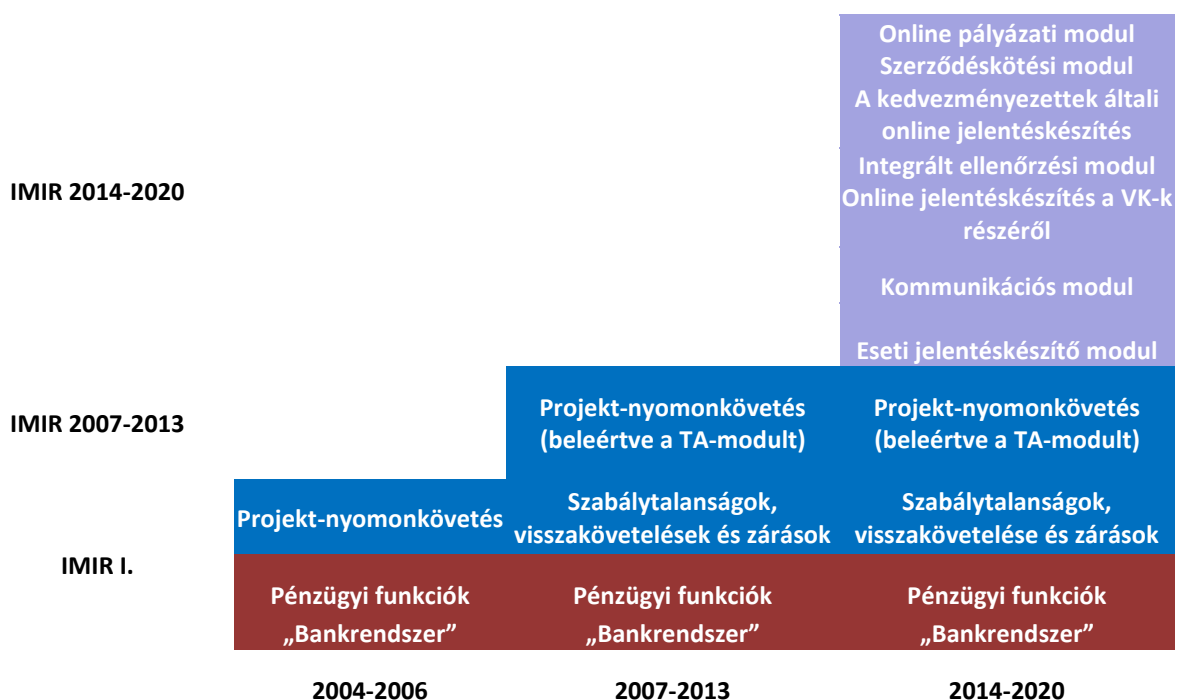 Online pályázati modul
Szerződéskötési modul
A kedvezményezettek általi
online jelentéskészítés
Integrált ellenőrzési modul
IMIR 2014-2020
Online jelentéskészítés a VK-k
részéről
Kommunikációs modul
Eseti jelentéskészítő modul
IMIR 2007-2013
Projekt-nyomonkövetés
(beleértve a TA-modult)
Projekt-nyomonkövetés
(beleértve a TA-modult)
Projekt-nyomonkövetés
Szabálytalanságok,
visszakövetelések és zárások
Szabálytalanságok,
visszakövetelése és zárások
IMIR I.
Pénzügyi funkciók
„Bankrendszer”
Pénzügyi funkciók
„Bankrendszer”
Pénzügyi funkciók
„Bankrendszer”
2004-2006
2007-2013
2014-2020